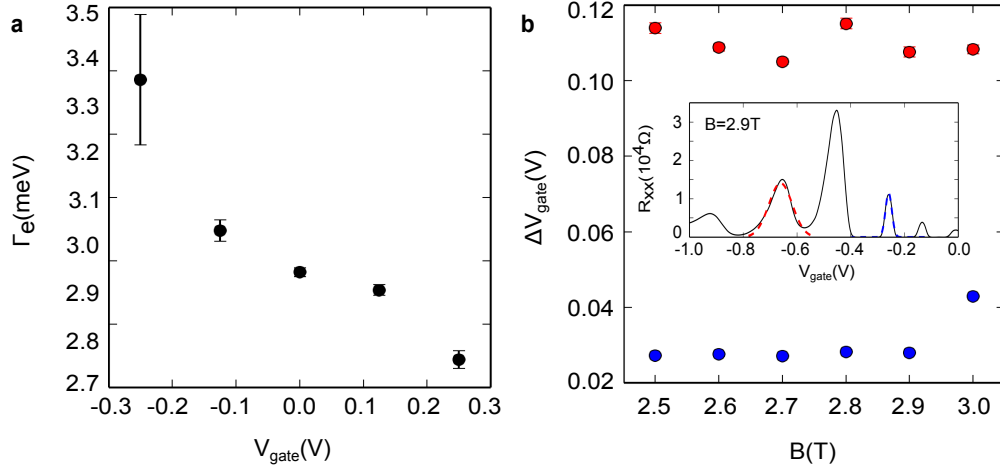 a
3.5
3.4
3.3
3.2
3.0
2.9
2.8
2.7
Γe(meV)
-0.3 -0.2 -0.1 0.0 0.1 0.2 0.3
Vgate(V)
b
0.12
0.10
0.08
0.06
0.04
0.02
ΔVgate(V)
2.5 2.6 2.7 2.8 2.9 3.0
B(T)
B=2.9T
3
2
1
0
Rxx(10⁴Ω)
-1.0 -0.8 -0.6 -0.4 -0.2 0.0
Vgate(V)